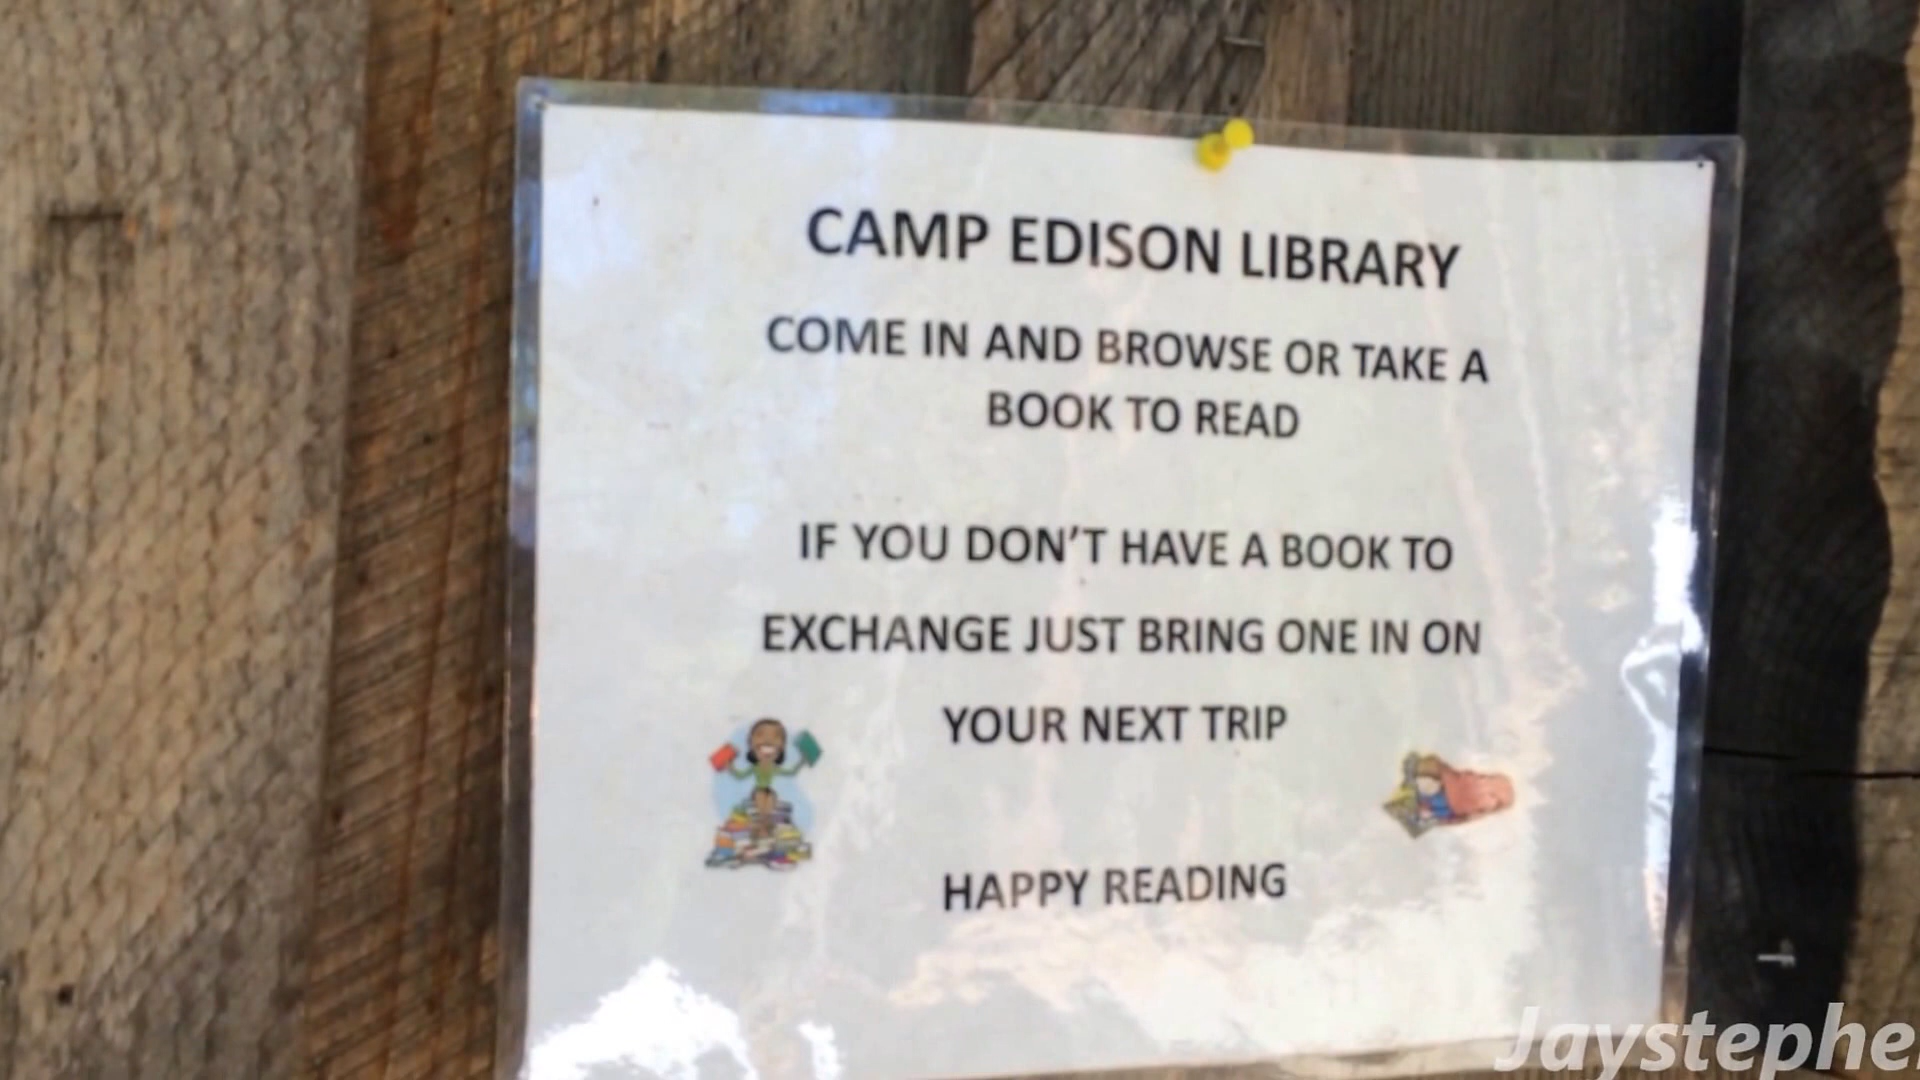 CAMP EDISON LIBRARY
COME IN AND BROWSE OR TAKE A
BOOK TO READ
IF YOU DON'T HAVE A BOOK TO
EXCHANGE JUST BRING ONE IN ON
YOUR NEXT TRIP
HAPPY READING